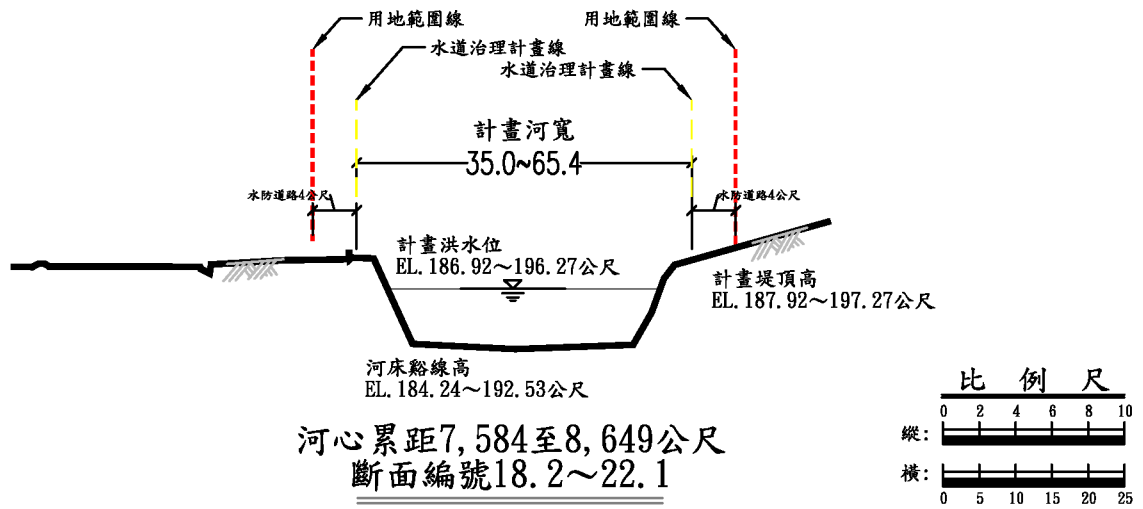 用地範圍線
用地範圍線
水道治理計畫線
水道治理計畫線
計畫河寬
35.0~65.4
水防道路4公尺
水防道路4公尺
計畫洪水位
EL.186.92～196.27公尺
計畫堤頂高
EL.187.92～197.27公尺
河床谿線高
EL.184.24～192.53公尺
河心累距7,584至8,649公尺
斷面編號18.2～22.1
比例尺
0 2 4 6 8 10
縱:
橫:
0 5 10 15 20 25